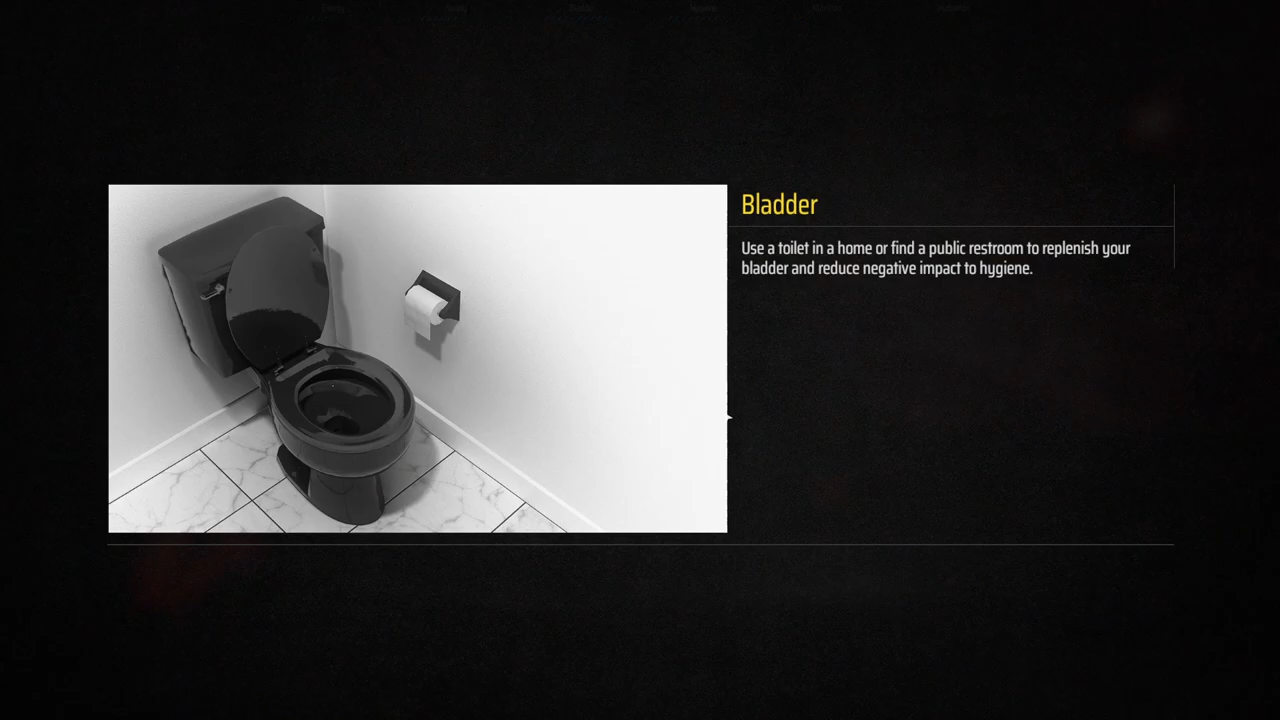 Bladder
Use a toilet in a home or find a public restroom to replenish your
bladder and reduce negative impact to hygiene.